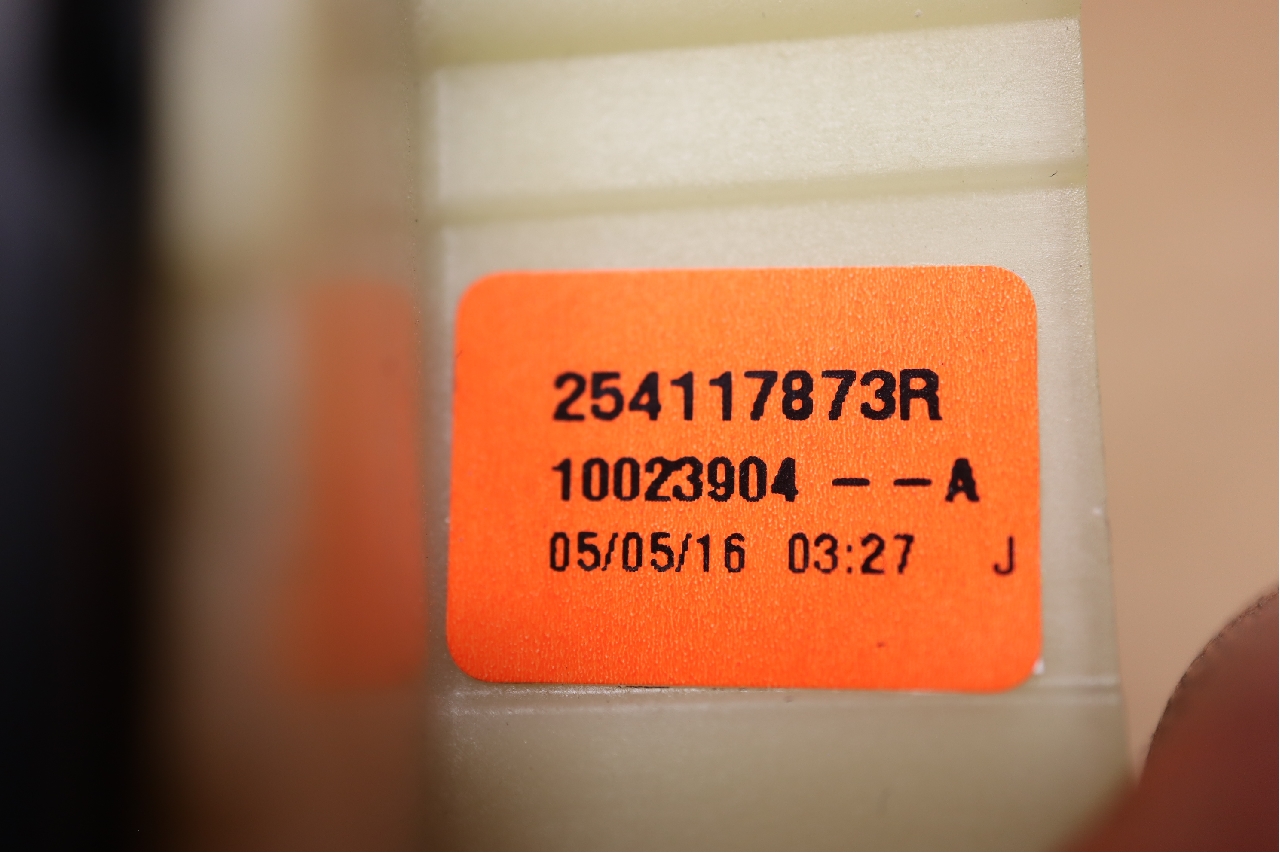 254117873R
10023904 – – A
05/05/16 03:27 J